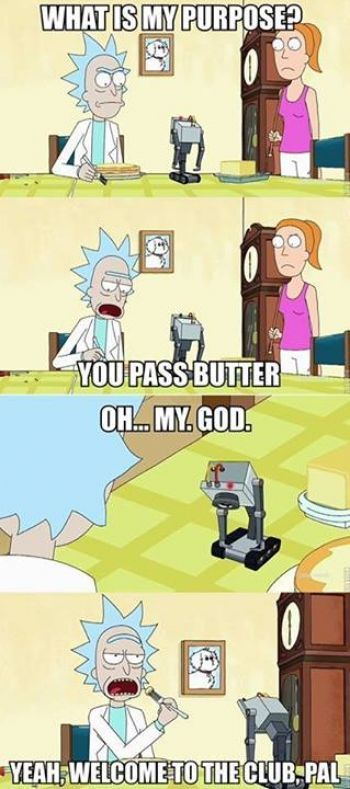 WHAT IS MY PURPOSE?
YOU PASS BUTTER
OH... MY. GOD.
YEAH, WELCOME TO THE CLUB, PAL